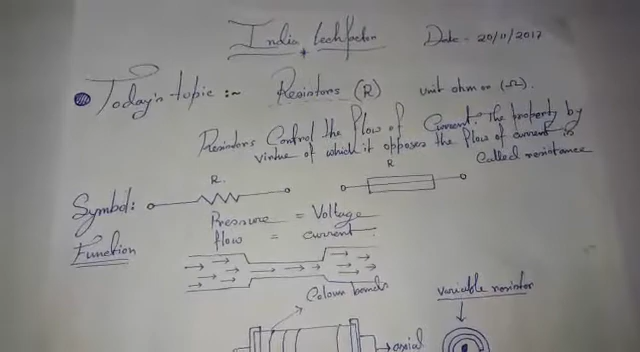 India techfactor
Date - 20/11/2017
Today's topic :~ Resistors (R) unit ohm or (Ω).
Resistors Control the flow of Current. The property by
virtue of which it opposes the flow of current is
called resistance
Symbol: R. R
Pressure = Voltage
flow = current.
Function
Colour bands
variable resistor
axial